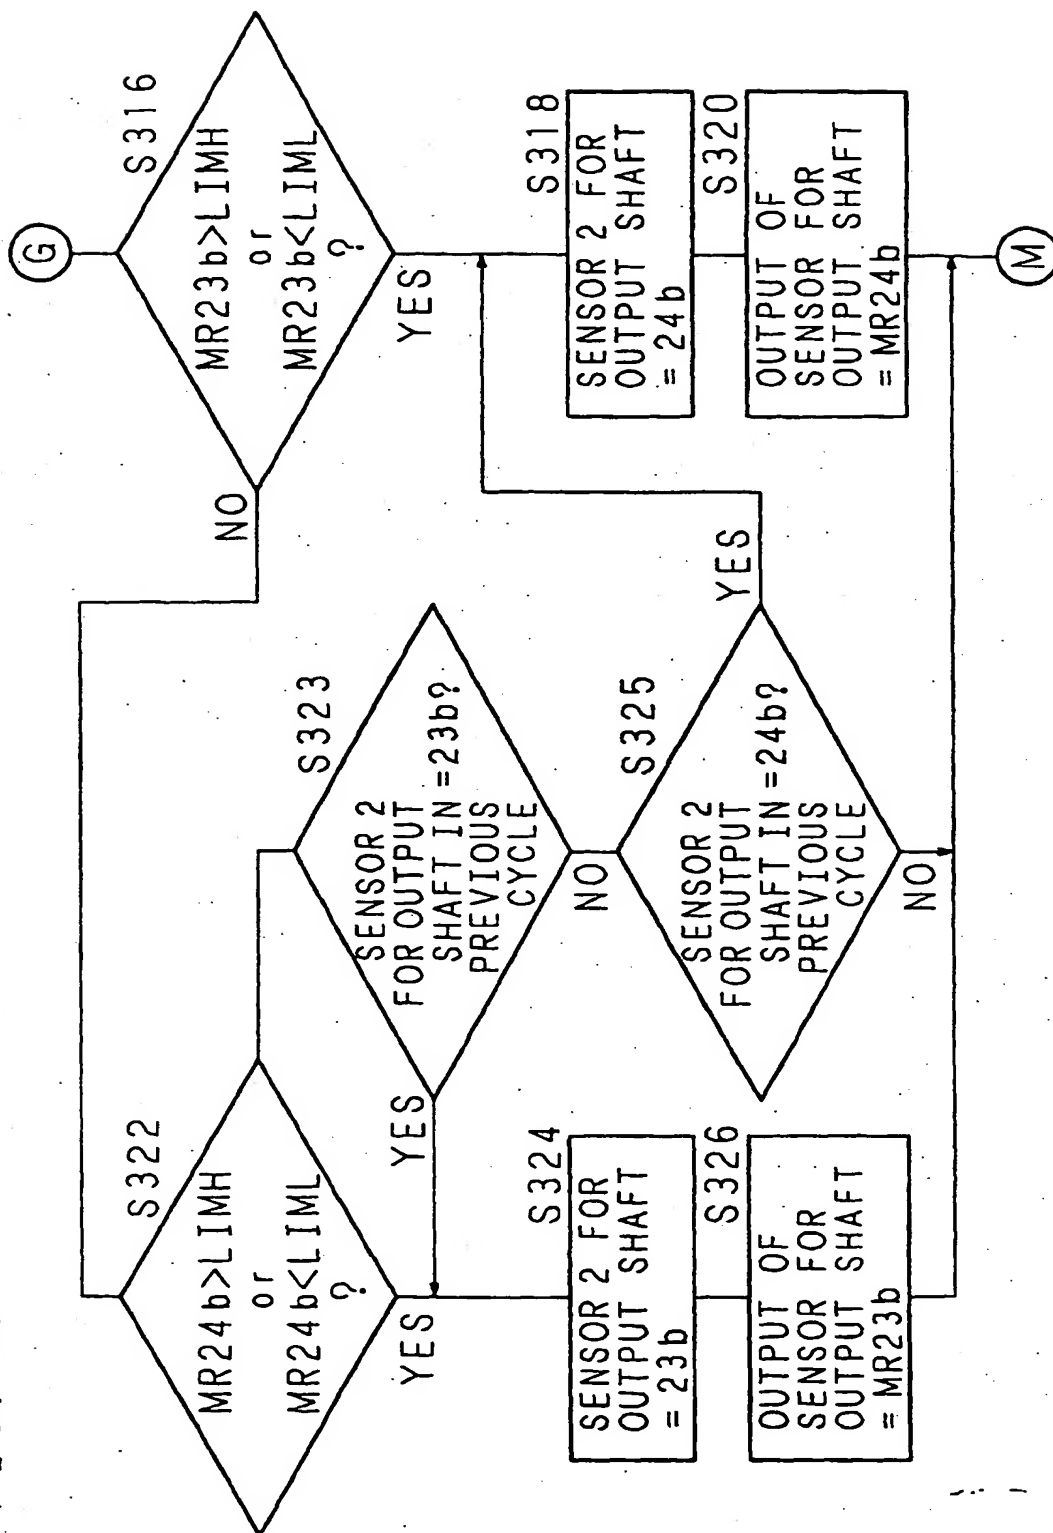 G
S316
MR23b>LIMH
or
MR23b<LIML
?
NO
YES
S318
SENSOR 2 FOR
OUTPUT SHAFT
= 24b
S320
OUTPUT OF
SENSOR FOR
OUTPUT SHAFT
= MR24b
M
S322
MR24b>LIMH
or
MR24b<LIML
?
YES
S323
SENSOR 2
FOR OUTPUT
SHAFT IN =23b?
PREVIOUS
CYCLE
YES
NO
S325
SENSOR 2
FOR OUTPUT
SHAFT IN =24b?
PREVIOUS
CYCLE
YES
NO
S324
SENSOR 2 FOR
OUTPUT SHAFT
= 23b
S326
OUTPUT OF
SENSOR FOR
OUTPUT SHAFT
= MR23b